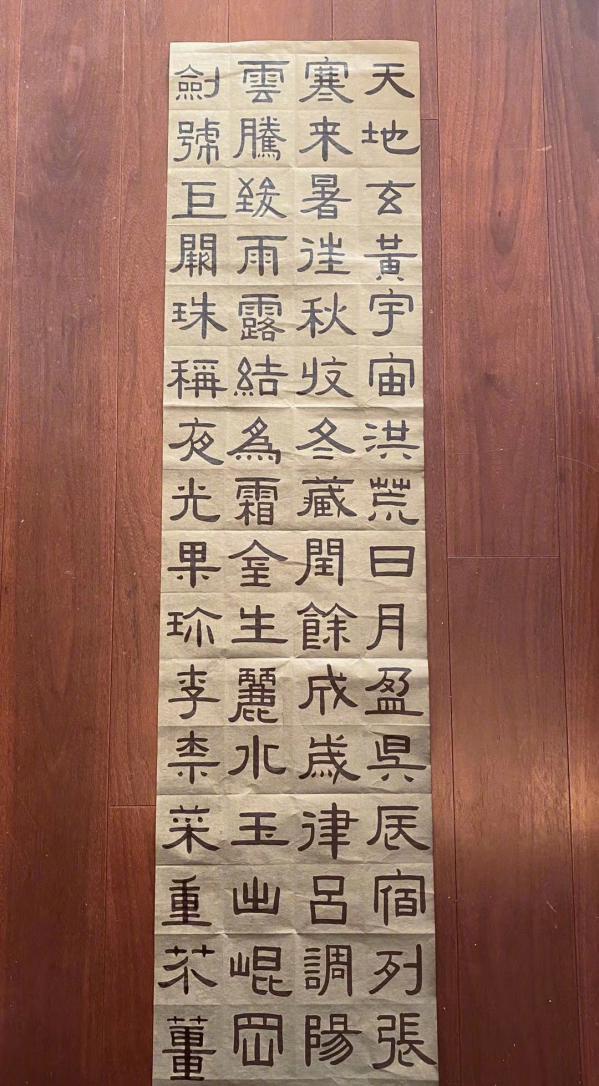 天地玄黃宇宙洪荒日月盈昃辰宿列張
寒来暑往秋收冬藏閏餘成歲律呂調陽
雲騰致雨露結爲霜金生麗水玉出崐岡
劍號巨闕珠稱夜光果珎李柰菜重芥薑